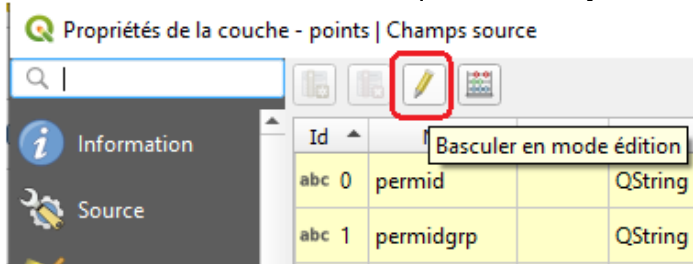 Propriétés de la couche - points | Champs source
Information
Source
Id
Basculer en mode édition
abc 0 permid QString
abc 1 permidgrp QString